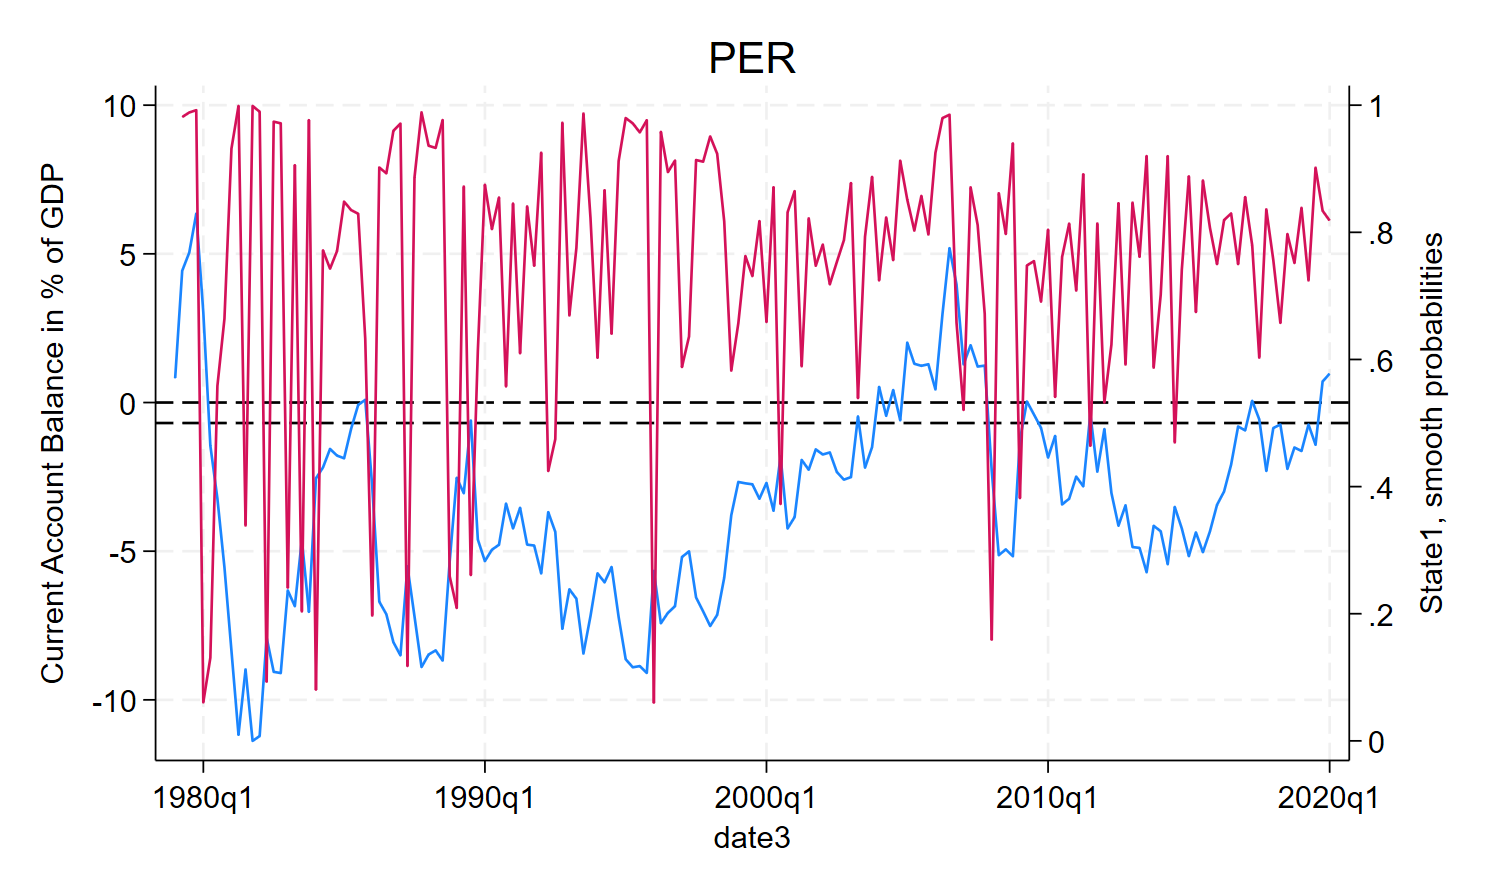 PER
Current Account Balance in % of GDP
10
5
0
-5
-10
1
.8
.6
.4
.2
0
State1, smooth probabilities
1980q1
1990q1
2000q1
2010q1
2020q1
date3